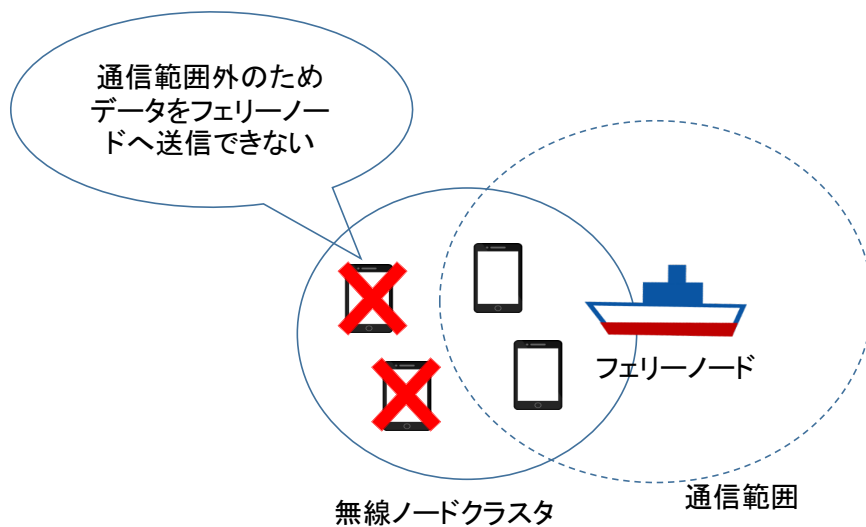 通信範囲外のため
データをフェリーノー
ドへ送信できない
フェリーノード
通信範囲
無線ノードクラスタ